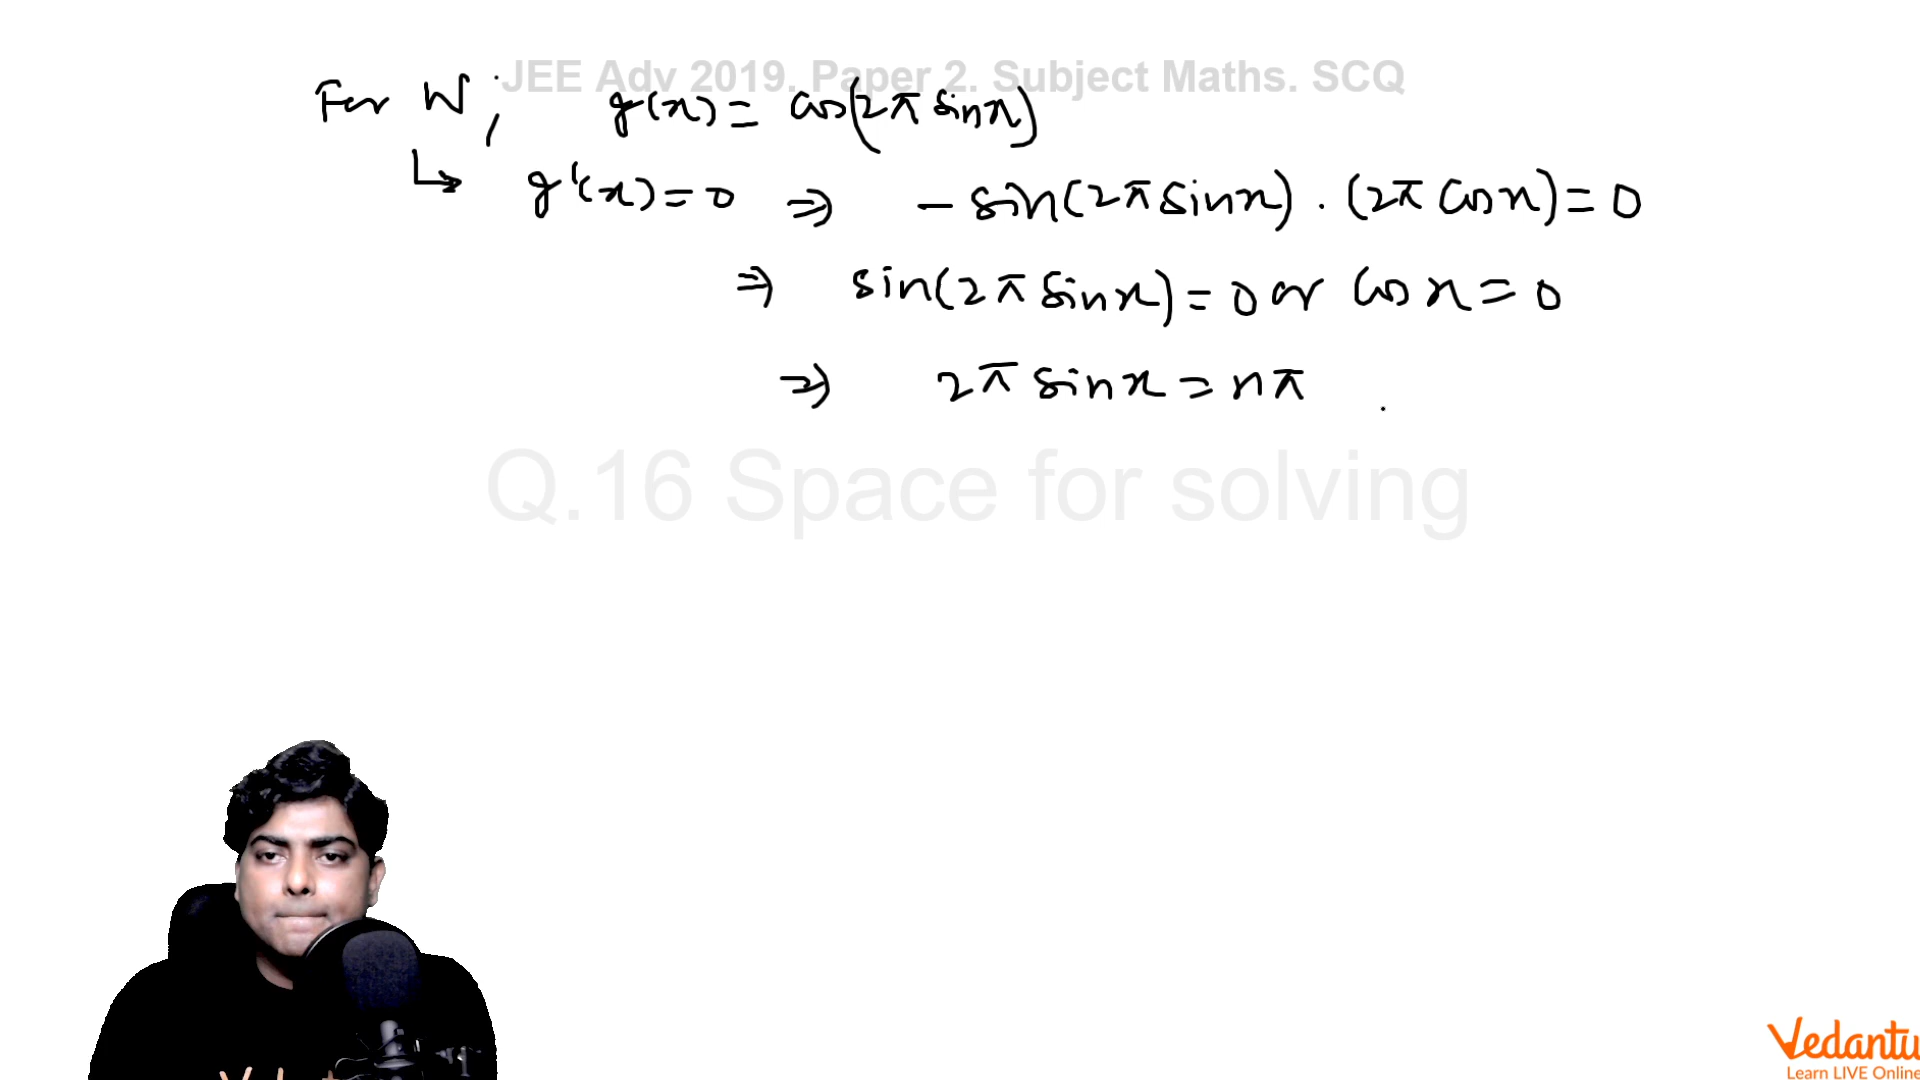 JEE Adv 2019. Paper 2. Subject Maths. SCQ
For W, g(x) = cos(2π sinx)
↳ g'(x) = 0 ⇒ - sin(2π sinx) . (2π cosx) = 0
⇒ sin(2π sinx) = 0 or cosx = 0
⇒ 2π sinx = nπ
Q.16 Space for solving
Vedantu
Learn LIVE Online